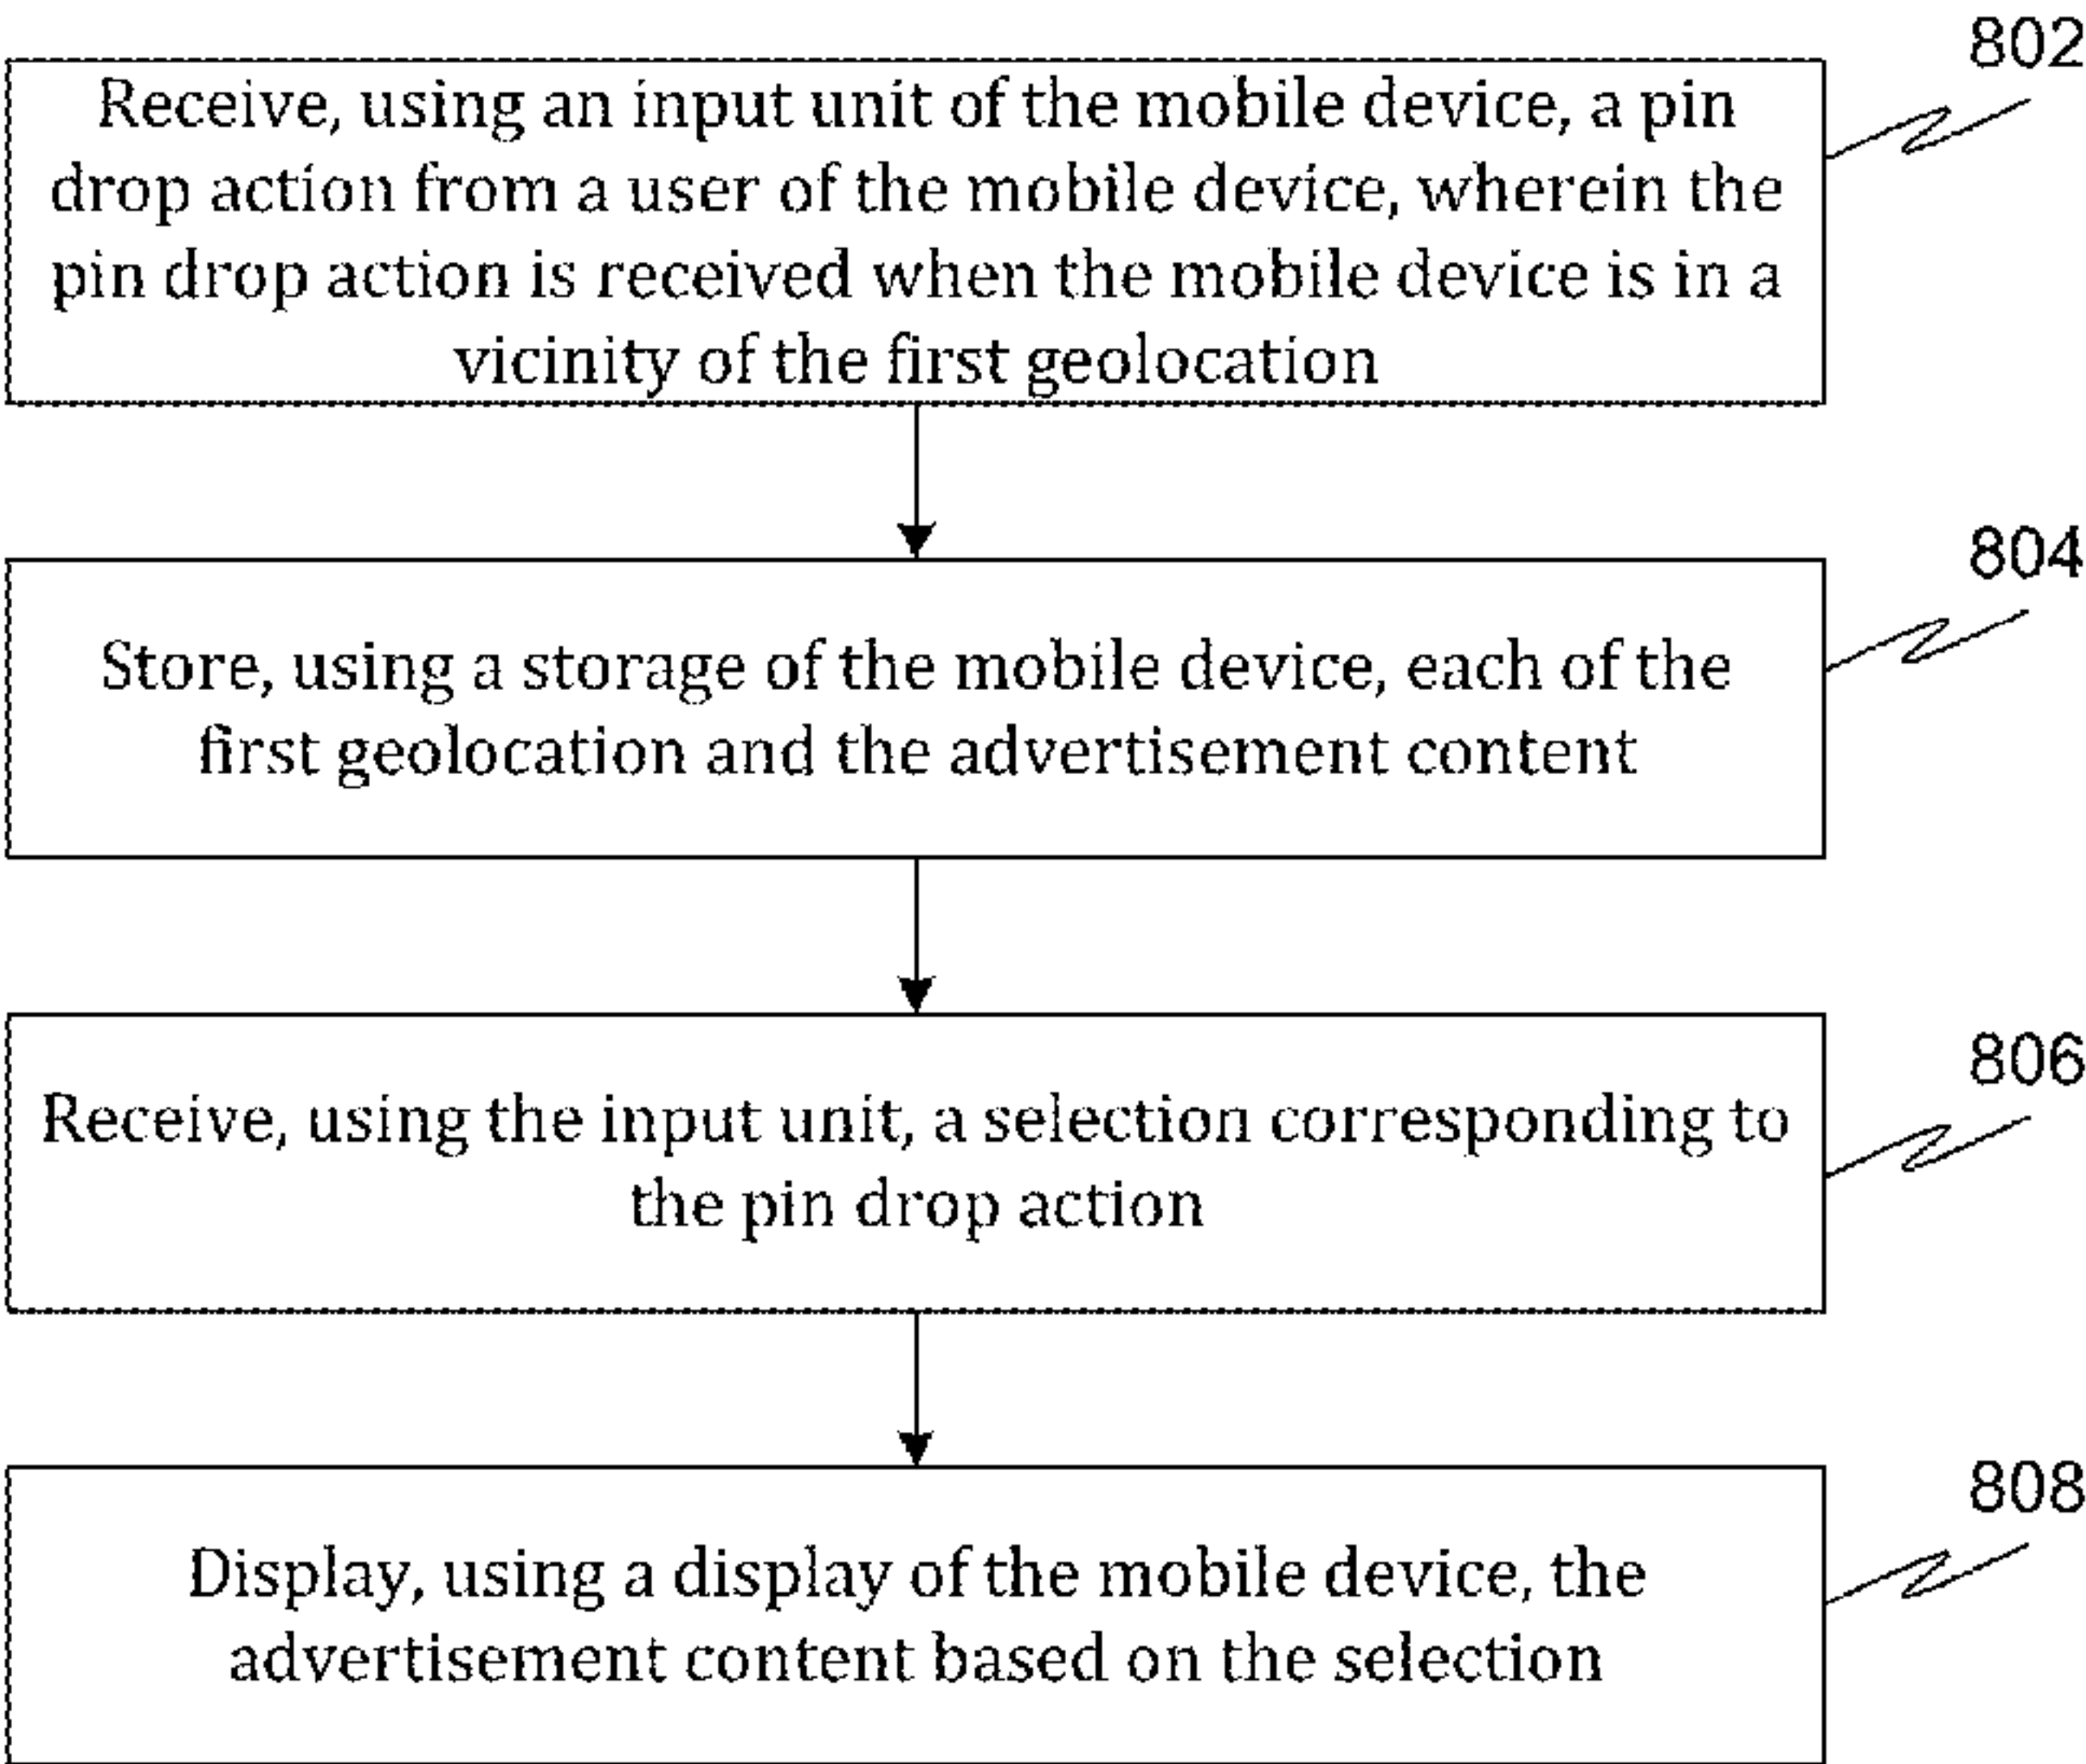 802
Receive, using an input unit of the mobile device, a pin
drop action from a user of the mobile device, wherein the
pin drop action is received when the mobile device is in a
vicinity of the first geolocation
804
Store, using a storage of the mobile device, each of the
first geolocation and the advertisement content
806
Receive, using the input unit, a selection corresponding to
the pin drop action
808
Display, using a display of the mobile device, the
advertisement content based on the selection